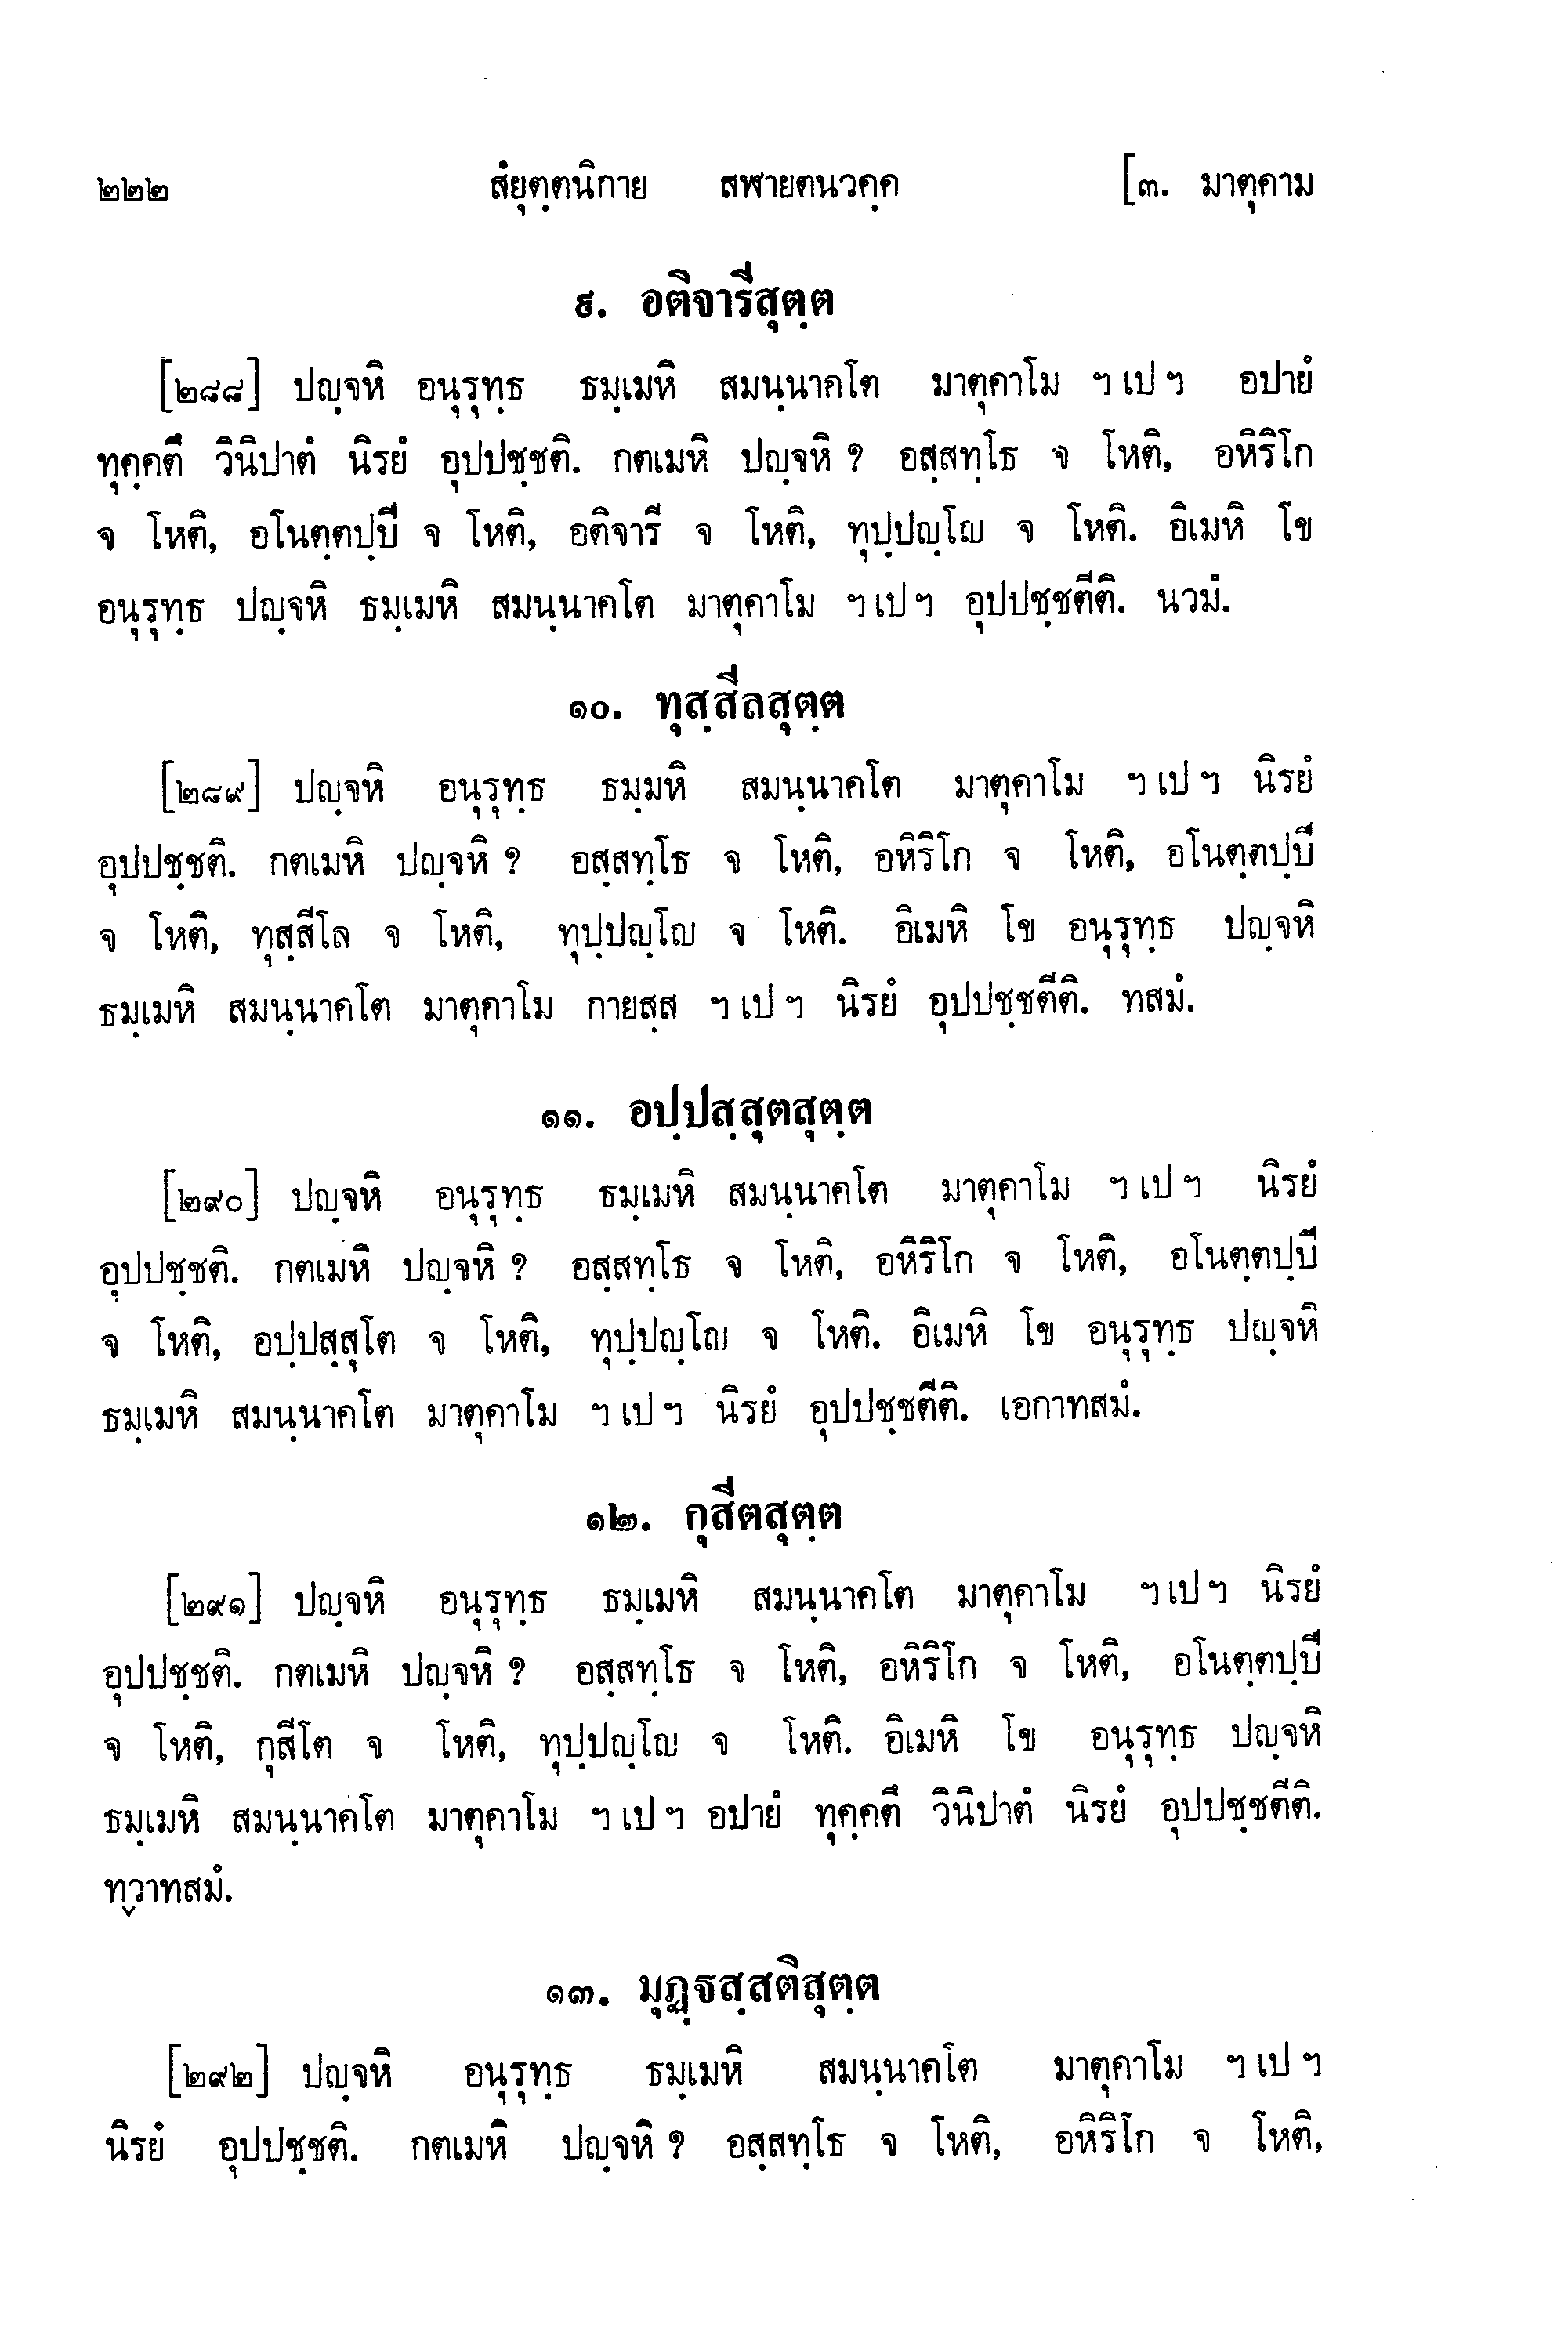 ๒๒๒ สํยุตฺตนิกาย สฬายตนวคฺค [๓. มาตุคาม
๙. อติจารีสุตฺต
[๒๘๘] ปญฺจหิ อนุรุทฺธ ธมฺเมหิ สมนฺนาคโต มาตุคาโม ฯ เป ฯ อปายํ
ทุคฺคตึ วินิปาตํ นิรยํ อุปปชฺชติ. กตเมหิ ปญฺจหิ ? อสฺสทฺโธ จ โหติ, อหิริโก
จ โหติ, อโนตฺตปฺปี จ โหติ, อติจารี จ โหติ, ทุปฺปญฺโญ จ โหติ. อิเมหิ โข
อนุรุทฺธ ปญฺจหิ ธมฺเมหิ สมนฺนาคโต มาตุคาโม ฯ เป ฯ อุปปชฺชตีติ. นวมํ.
๑๐. ทุสฺสีลสุตฺต
[๒๘๙] ปญฺจหิ อนุรุทฺธ ธมฺมหิ สมนฺนาคโต มาตุคาโม ฯ เป ฯ นิรยํ
อุปปชฺชติ. กตเมหิ ปญฺจหิ ? อสฺสทฺโธ จ โหติ, อหิริโก จ โหติ, อโนตฺตปฺปี
จ โหติ, ทุสฺสีโล จ โหติ, ทุปฺปญฺโญ จ โหติ. อิเมหิ โข อนุรุทฺธ ปญฺจหิ
ธมฺเมหิ สมนฺนาคโต มาตุคาโม กายสฺส ฯ เป ฯ นิรยํ อุปปชฺชตีติ. ทสมํ.
๑๑. อปฺปสฺสุตสุตฺต
[๒๙๐] ปญฺจหิ อนุรุทฺธ ธมฺเมหิ สมนฺนาคโต มาตุคาโม ฯ เป ฯ นิรยํ
อุปปชฺชติ. กตเมหิ ปญฺจหิ ? อสฺสทฺโธ จ โหติ, อหิริโก จ โหติ, อโนตฺตปฺปี
จ โหติ, อปฺปสฺสุโต จ โหติ, ทุปฺปญฺโญ จ โหติ. อิเมหิ โข อนุรุทฺธ ปญฺจหิ
ธมฺเมหิ สมนฺนาคโต มาตุคาโม ฯ เป ฯ นิรยํ อุปปชฺชตีติ. เอกาทสมํ.
๑๒. กุสีตสุตฺต
[๒๙๑] ปญฺจหิ อนุรุทฺธ ธมฺเมหิ สมนฺนาคโต มาตุคาโม ฯ เป ฯ นิรยํ
อุปปชฺชติ. กตเมหิ ปญฺจหิ ? อสฺสทฺโธ จ โหติ, อหิริโก จ โหติ, อโนตฺตปฺปี
จ โหติ, กุสีโต จ โหติ, ทุปฺปญฺโญ จ โหติ. อิเมหิ โข อนุรุทฺธ ปญฺจหิ
ธมฺเมหิ สมนฺนาคโต มาตุคาโม ฯ เป ฯ อปายํ ทุคฺคตึ วินิปาตํ นิรยํ อุปปชฺชตีติ.
ทฺวาทสมํ.
๑๓. มุฏฺฐสฺสติสุตฺต
[๒๙๒] ปญฺจหิ อนุรุทฺธ ธมฺเมหิ สมนฺนาคโต มาตุคาโม ฯ เป ฯ
นิรยํ อุปปชฺชติ. กตเมหิ ปญฺจหิ ? อสฺสทฺโธ จ โหติ, อหิริโก จ โหติ,